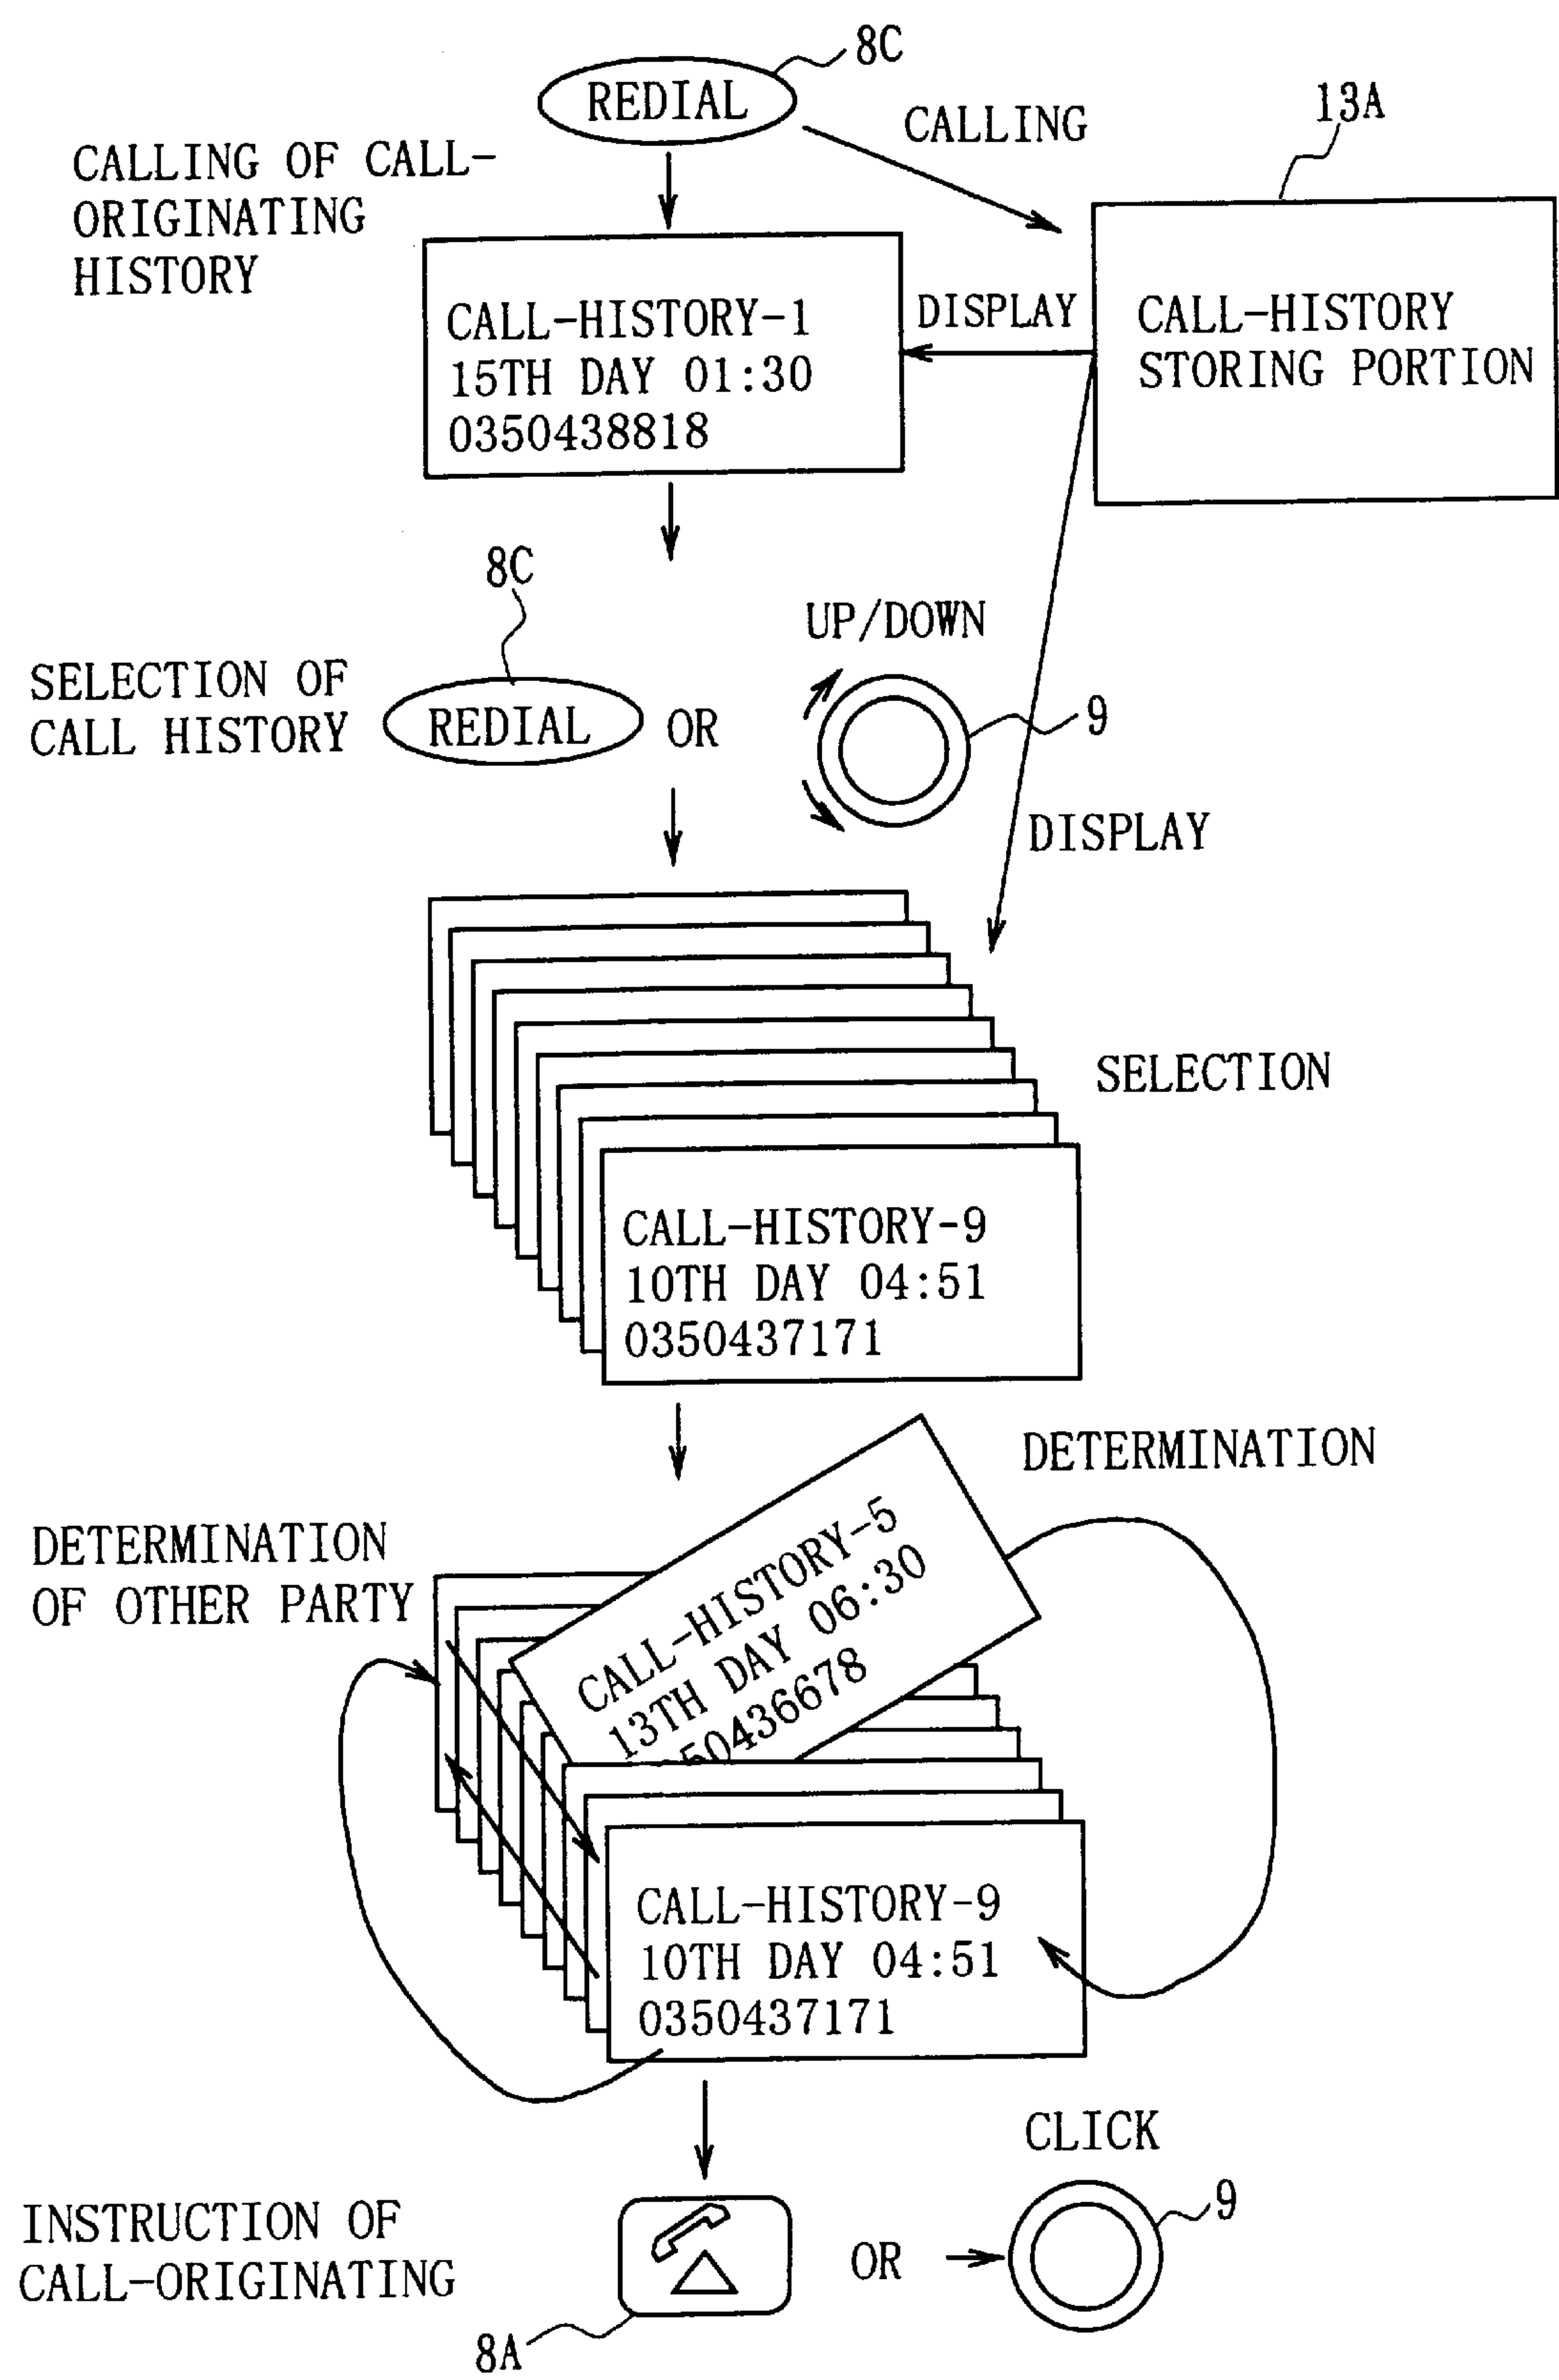 8C
REDIAL
CALLING
13A
CALLING OF CALL-
ORIGINATING
HISTORY
CALL-HISTORY-1
15TH DAY 01:30
0350438818
DISPLAY
CALL-HISTORY
STORING PORTION
8C
UP/DOWN
SELECTION OF
CALL HISTORY
REDIAL
OR
9
DISPLAY
SELECTION
CALL-HISTORY-9
10TH DAY 04:51
0350437171
DETERMINATION
DETERMINATION
OF OTHER PARTY
CALL-HISTORY-5
13TH DAY 06:30
50436678
CALL-HISTORY-9
10TH DAY 04:51
0350437171
CLICK
INSTRUCTION OF
CALL-ORIGINATING
OR
9
8A